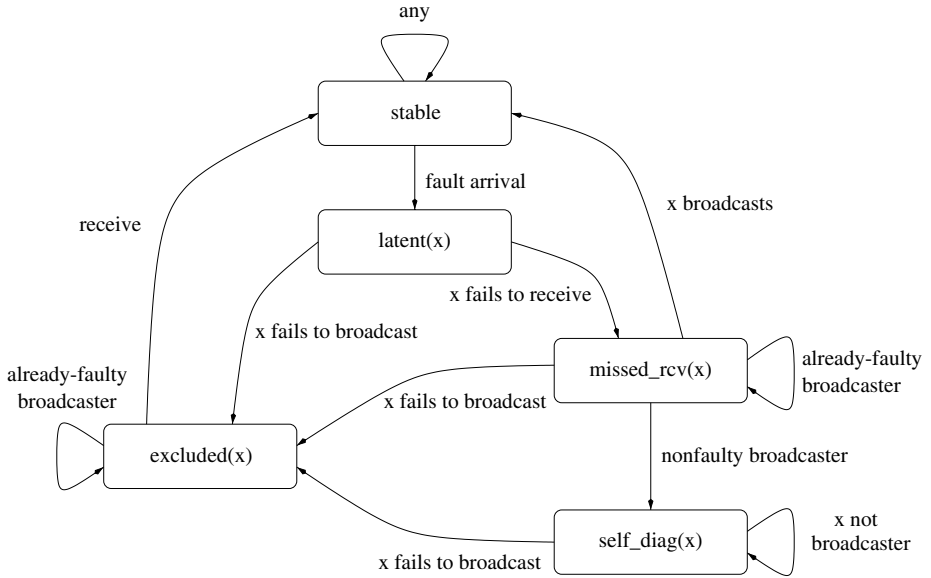 any
stable
fault arrival
x broadcasts
receive
latent(x)
x fails to receive
x fails to broadcast
missed_rcv(x)
already-faulty
broadcaster
already-faulty
broadcaster
x fails to broadcast
excluded(x)
nonfaulty broadcaster
self_diag(x)
x not
broadcaster
x fails to broadcast